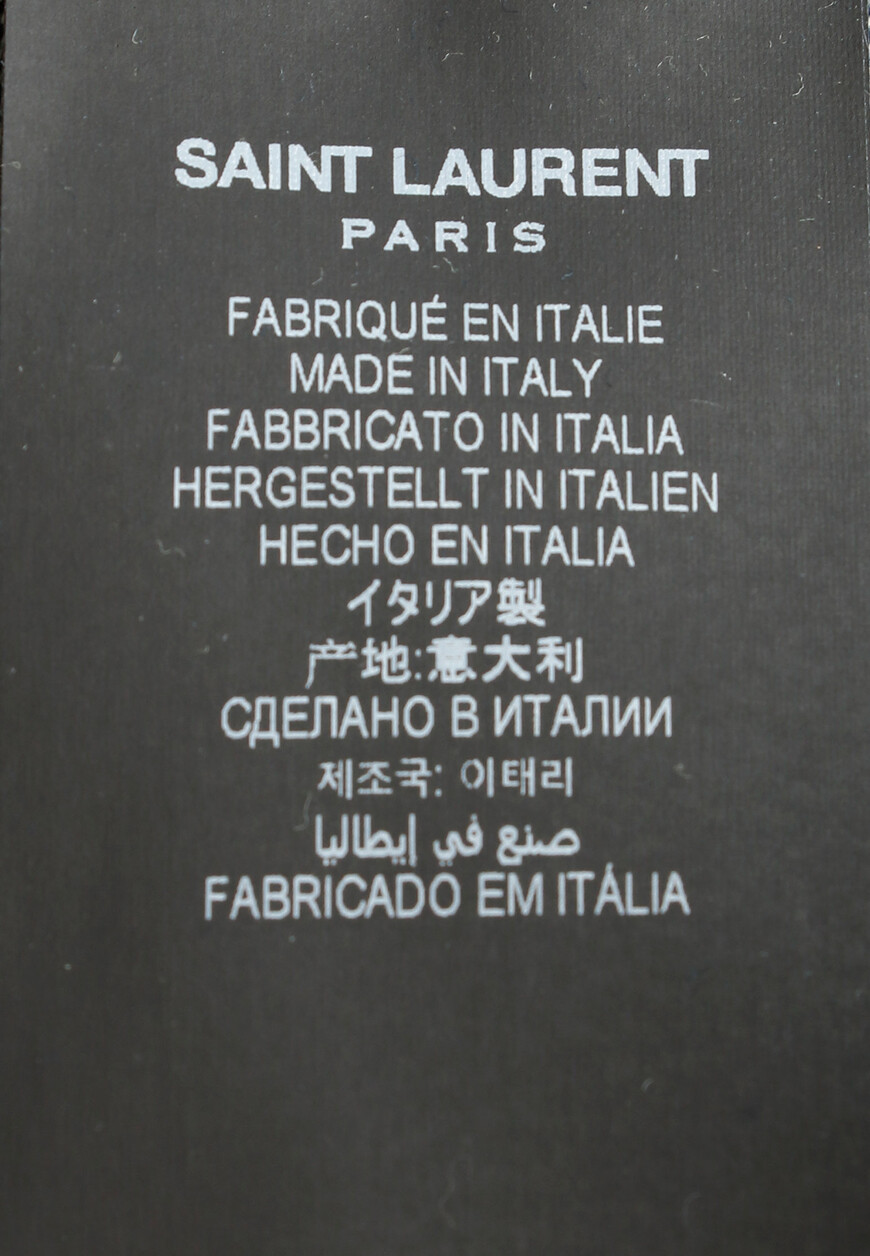 SAINT LAURENT
PARIS
FABRIQUÉ EN ITALIE
MADE IN ITALY
FABBRICATO IN ITALIA
HERGESTELLT IN ITALIEN
HECHO EN ITALIA
イタリア製
产地:意大利
СДЕЛАНО В ИТАЛИИ
제조국: 이태리
صنع في إيطاليا
FABRICADO EM ITÁLIA